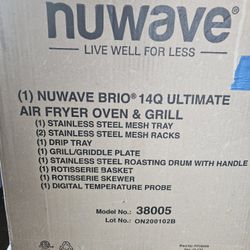 nuwave®
LIVE WELL FOR LESS
(1) NUWAVE BRIO® 14Q ULTIMATE
AIR FRYER OVEN & GRILL
(1) STAINLESS STEEL MESH TRAY
(2) STAINLESS STEEL MESH RACKS
(1) DRIP TRAY
(1) GRILL/GRIDDLE PLATE
(1) STAINLESS STEEL ROASTING DRUM WITH HANDLE
(1) ROTISSERIE BASKET
(1) ROTISSERIE SKEWER
(1) DIGITAL TEMPERATURE PROBE
Model No.: 38005
Lot No.: ON200102B